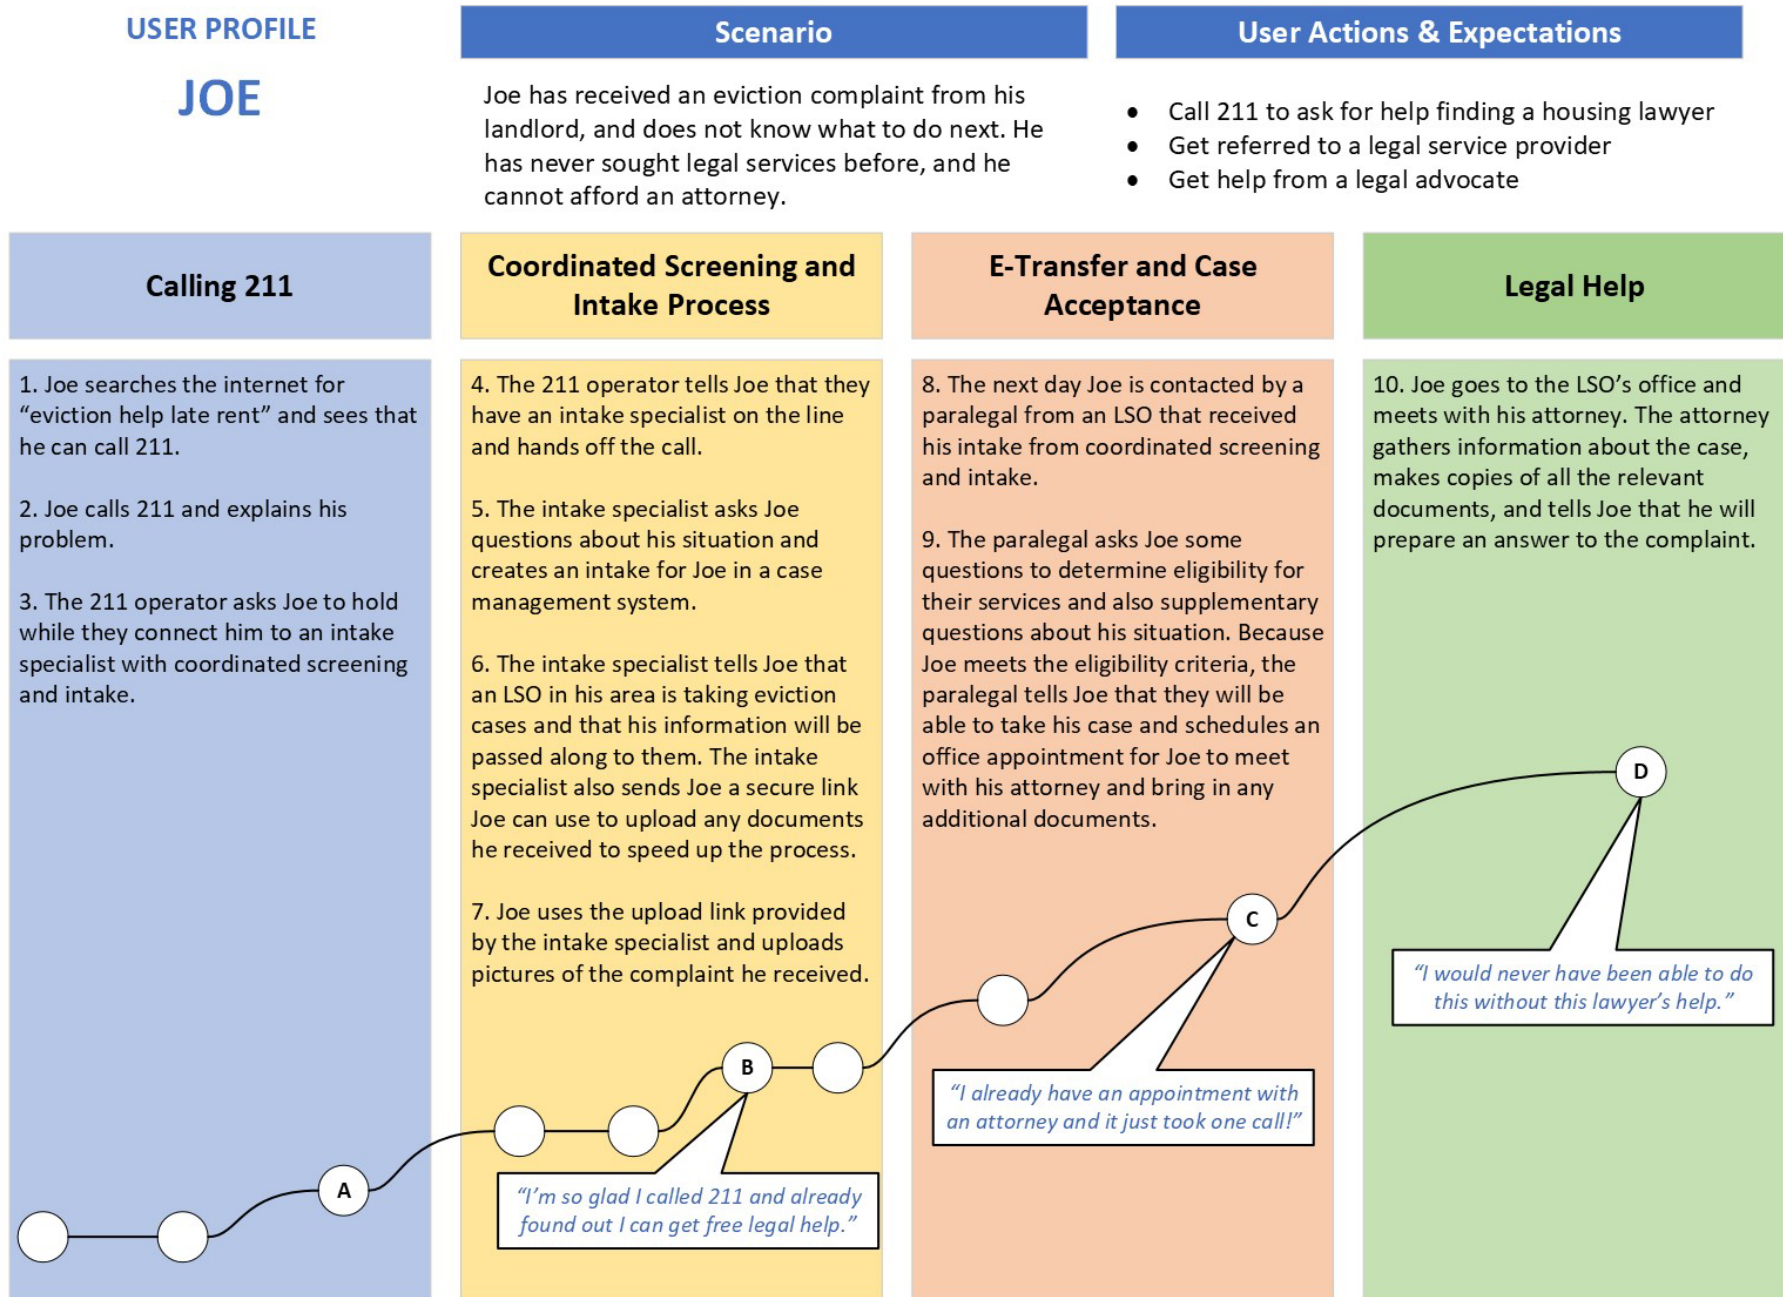 USER PROFILE
JOE
Scenario
Joe has received an eviction complaint from his
landlord, and does not know what to do next. He
has never sought legal services before, and he
cannot afford an attorney.
User Actions & Expectations
• Call 211 to ask for help finding a housing lawyer
• Get referred to a legal service provider
• Get help from a legal advocate
Calling 211
1. Joe searches the internet for
“eviction help late rent” and sees that
he can call 211.
2. Joe calls 211 and explains his
problem.
3. The 211 operator asks Joe to hold
while they connect him to an intake
specialist with coordinated screening
and intake.
A
Coordinated Screening and
Intake Process
4. The 211 operator tells Joe that they
have an intake specialist on the line
and hands off the call.
5. The intake specialist asks Joe
questions about his situation and
creates an intake for Joe in a case
management system.
6. The intake specialist tells Joe that
an LSO in his area is taking eviction
cases and that his information will be
passed along to them. The intake
specialist also sends Joe a secure link
Joe can use to upload any documents
he received to speed up the process.
7. Joe uses the upload link provided
by the intake specialist and uploads
pictures of the complaint he received.
B
“I’m so glad I called 211 and already
found out I can get free legal help.”
E-Transfer and Case
Acceptance
8. The next day Joe is contacted by a
paralegal from an LSO that received
his intake from coordinated screening
and intake.
9. The paralegal asks Joe some
questions to determine eligibility for
their services and also supplementary
questions about his situation. Because
Joe meets the eligibility criteria, the
paralegal tells Joe that they will be
able to take his case and schedules an
office appointment for Joe to meet
with his attorney and bring in any
additional documents.
C
“I already have an appointment with
an attorney and it just took one call!”
Legal Help
10. Joe goes to the LSO’s office and
meets with his attorney. The attorney
gathers information about the case,
makes copies of all the relevant
documents, and tells Joe that he will
prepare an answer to the complaint.
D
“I would never have been able to do
this without this lawyer’s help.”